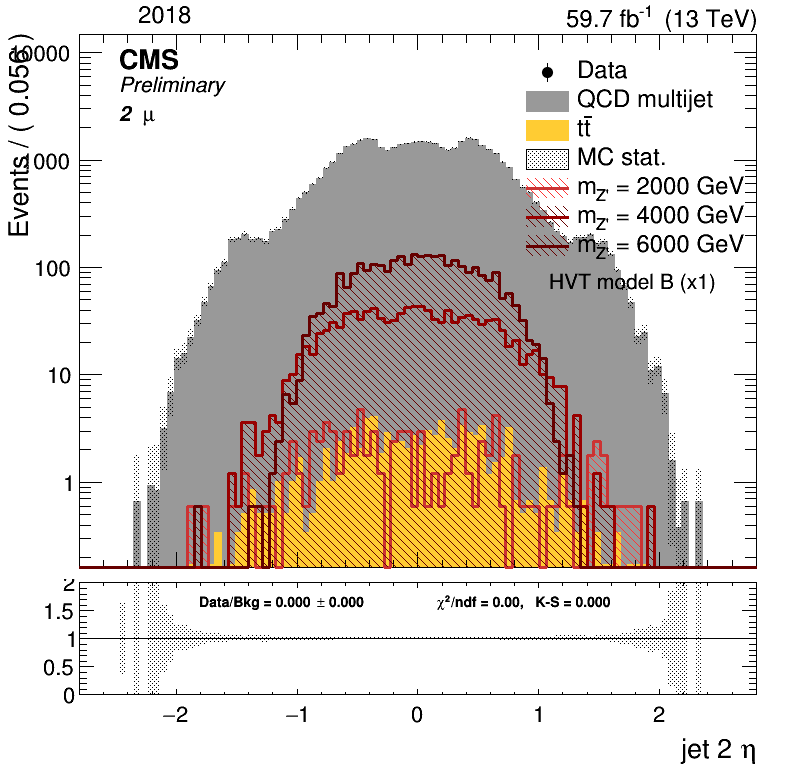 2018
59.7 fb⁻¹ (13 TeV)
Events / ( 0.056 )
10000
1000
100
10
1
CMS
Preliminary
2 μ
Data
QCD multijet
tt̄
MC stat.
m_Z' = 2000 GeV
m_Z' = 4000 GeV
m_Z' = 6000 GeV
HVT model B (x1)
2
1.5
1
0.5
0
Data/Bkg = 0.000 ± 0.000
χ²/ndf = 0.00, K-S = 0.000
−2 −1 0 1 2
jet 2 η